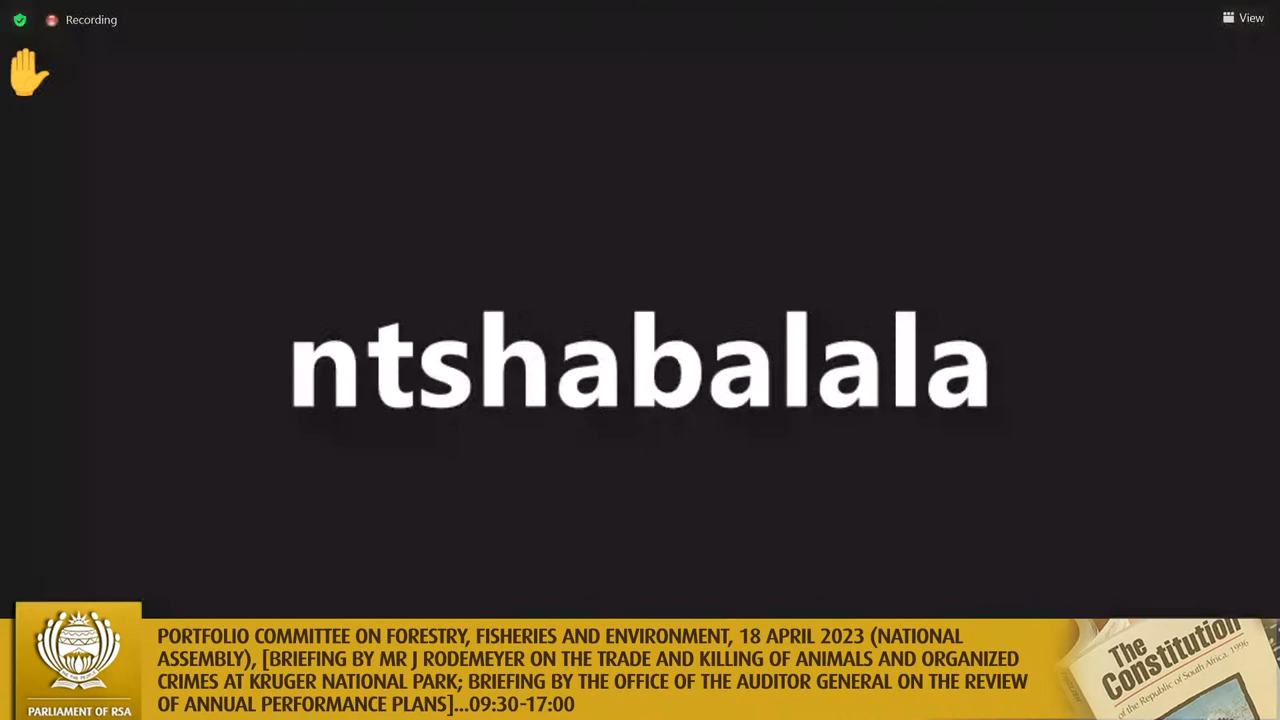 Recording
View
ntshabalala
PORTFOLIO COMMITTEE ON FORESTRY, FISHERIES AND ENVIRONMENT, 18 APRIL 2023 (NATIONAL
ASSEMBLY), [BRIEFING BY MR J RODEMEYER ON THE TRADE AND KILLING OF ANIMALS AND ORGANIZED
CRIMES AT KRUGER NATIONAL PARK; BRIEFING BY THE OFFICE OF THE AUDITOR GENERAL ON THE REVIEW
OF ANNUAL PERFORMANCE PLANS]...09:30-17:00
PARLIAMENT OF RSA
The
Constitution
of the Republic of South Africa, 1996